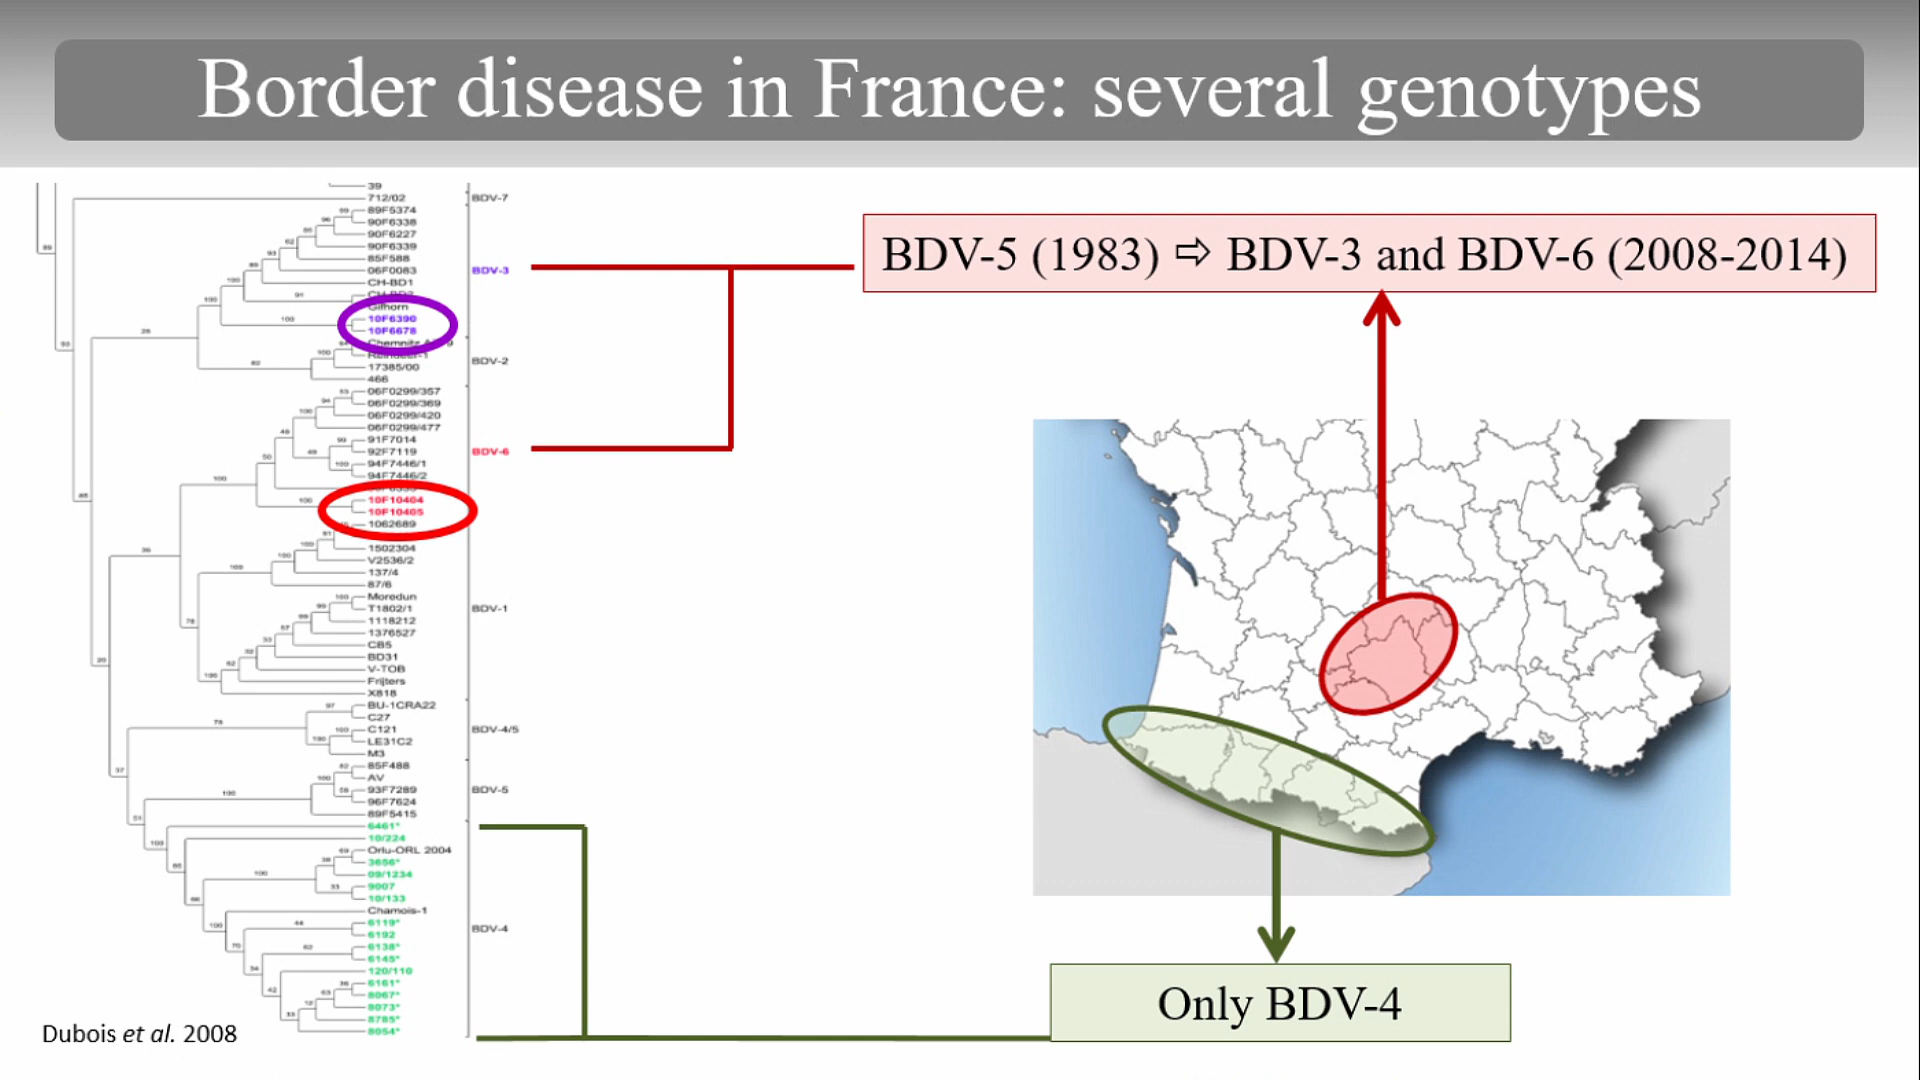 Border disease in France: several genotypes
39
712/02
BDV-7
89F5374
90F6338
90F6227
90F6339
85F588
06F0083
BDV-3
CH-BD1
Gifhorn
10F6390
10F6678
17385/00
BDV-2
466
06F0299/357
06F0299/369
06F0299/420
06F0299/477
91F7014
92F7119
BDV-6
94F7446/1
94F7446/2
10F10404
10F10405
1062689
1502304
V2536/2
137/4
87/6
Moredun
T1802/1
BDV-1
1118212
1376527
CB5
BD31
V-TOB
Frijters
X818
BU-1CRA22
C27
C121
BDV-4/5
LE31C2
M3
85F488
AV
93F7289
BDV-5
96F7624
89F5415
6461*
10/224
Orlu-ORL 2004
3656*
09/1234
9007
10/133
Chamois-1
6119*
BDV-4
6192
6138*
6145*
120/110
6161*
8067*
8073*
8785*
8054*
BDV-5 (1983) ⇨ BDV-3 and BDV-6 (2008-2014)
Only BDV-4
Dubois et al. 2008